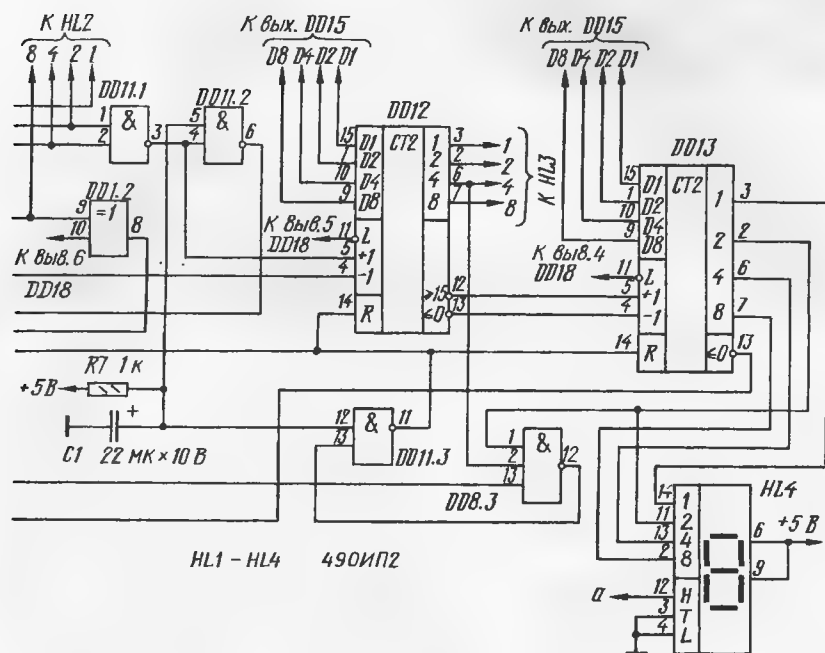 К HL2
8 4 2 1
К вых. DD15
D8 D4 D2 D1
К вых. DD15
D8 D4 D2 D1
DD11.1
1
2
&
3
DD11.2
5
4
&
6
DD12
15 D1
D2
10 D4
9 D8
11 L
5 +1
4 -1
14 R
CT2
1 3
2 2
4 6
8 7
≥15 12
≤0 13
1
2
4
8
К HL3
DD13
15 D1
1 D2
10 D4
9 D8
11 L
5 +1
4 -1
14 R
CT2
1 3
2 2
4 6
8 7
≤0 13
DD1.2
9
10
=1
8
К выв. 6
DD18
К выв. 5
DD18
К выв. 4
DD18
R7 1 к
+5В
+
C1 22 МК × 10 В
12
13
&
11
DD11.3
1
2
13
&
12
DD8.3
HL4
14 1
11 2
13 4
2 8
12 H
3 T
4 L
6
9
+5 В
а
HL1 – HL4 490ИП2